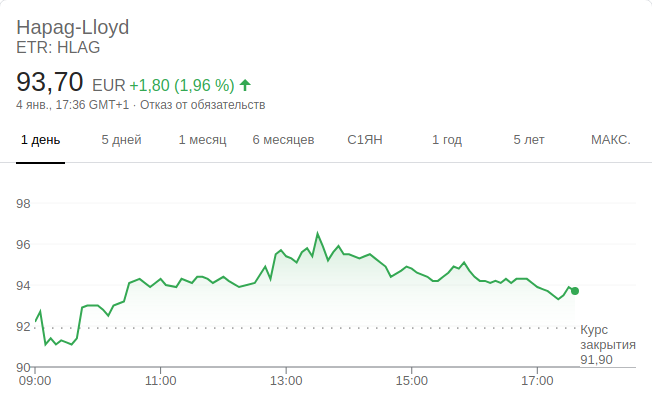 Hapag-Lloyd
ETR: HLAG
93,70 EUR +1,80 (1,96 %)
4 янв., 17:36 GMT+1 · Отказ от обязательств
1 день 5 дней 1 месяц 6 месяцев С1ЯН 1 год 5 лет МАКС.
98
96
94
92
90
Курс
закрытия
91,90
09:00 11:00 13:00 15:00 17:00